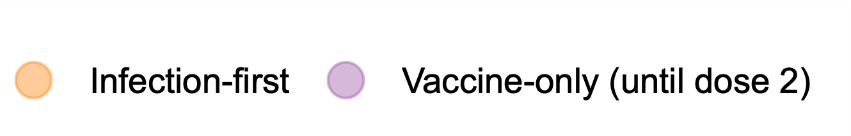 Infection-first Vaccine-only (until dose 2)